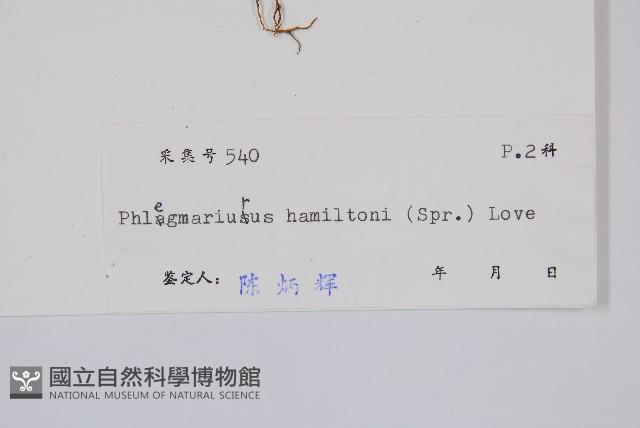 采集号 540 P.2科
Phlegmariurus hamiltoni (Spr.) Love
鉴定人: 陈炳辉 年 月 日
國立自然科學博物館
NATIONAL MUSEUM OF NATURAL SCIENCE